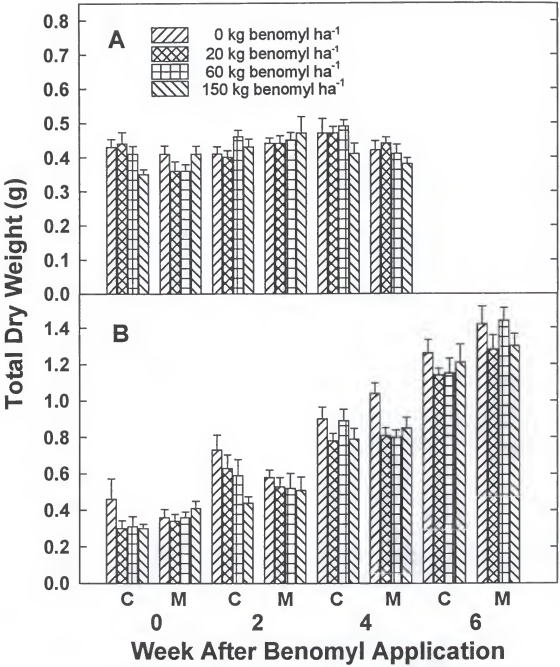 Total Dry Weight (g)
A
0 kg benomyl ha-1
20 kg benomyl ha-1
60 kg benomyl ha-1
150 kg benomyl ha-1
0.8
0.7
0.6
0.5
0.4
0.3
0.2
0.1
0.0
B
1.4
1.2
1.0
0.8
0.6
0.4
0.2
0.0
C M C M C M C M
0 2 4 6
Week After Benomyl Application